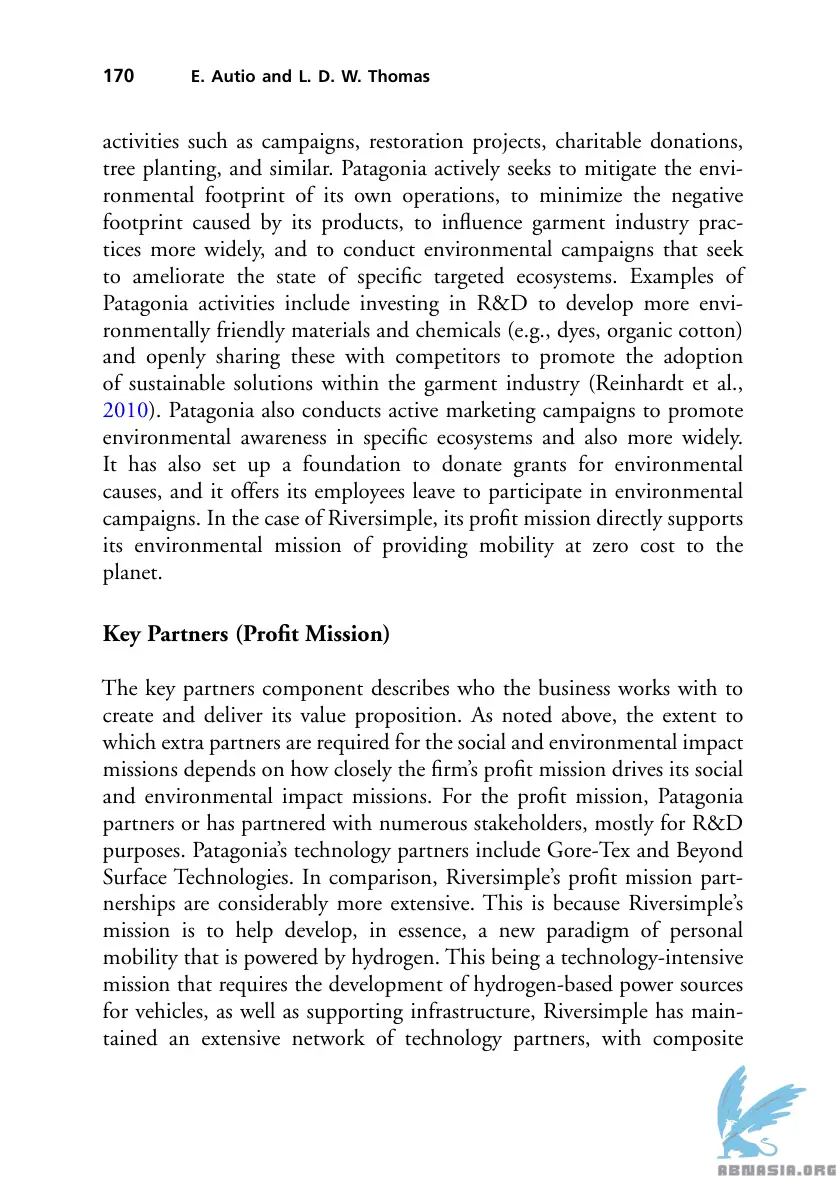 170 E. Autio and L. D. W. Thomas
activities such as campaigns, restoration projects, charitable donations,
tree planting, and similar. Patagonia actively seeks to mitigate the envi-
ronmental footprint of its own operations, to minimize the negative
footprint caused by its products, to influence garment industry prac-
tices more widely, and to conduct environmental campaigns that seek
to ameliorate the state of specific targeted ecosystems. Examples of
Patagonia activities include investing in R&D to develop more envi-
ronmentally friendly materials and chemicals (e.g., dyes, organic cotton)
and openly sharing these with competitors to promote the adoption
of sustainable solutions within the garment industry (Reinhardt et al.,
2010). Patagonia also conducts active marketing campaigns to promote
environmental awareness in specific ecosystems and also more widely.
It has also set up a foundation to donate grants for environmental
causes, and it offers its employees leave to participate in environmental
campaigns. In the case of Riversimple, its profit mission directly supports
its environmental mission of providing mobility at zero cost to the
planet.
Key Partners (Profit Mission)
The key partners component describes who the business works with to
create and deliver its value proposition. As noted above, the extent to
which extra partners are required for the social and environmental impact
missions depends on how closely the firm's profit mission drives its social
and environmental impact missions. For the profit mission, Patagonia
partners or has partnered with numerous stakeholders, mostly for R&D
purposes. Patagonia's technology partners include Gore-Tex and Beyond
Surface Technologies. In comparison, Riversimple's profit mission part-
nerships are considerably more extensive. This is because Riversimple's
mission is to help develop, in essence, a new paradigm of personal
mobility that is powered by hydrogen. This being a technology-intensive
mission that requires the development of hydrogen-based power sources
for vehicles, as well as supporting infrastructure, Riversimple has main-
tained an extensive network of technology partners, with composite
ABNASIA.ORG